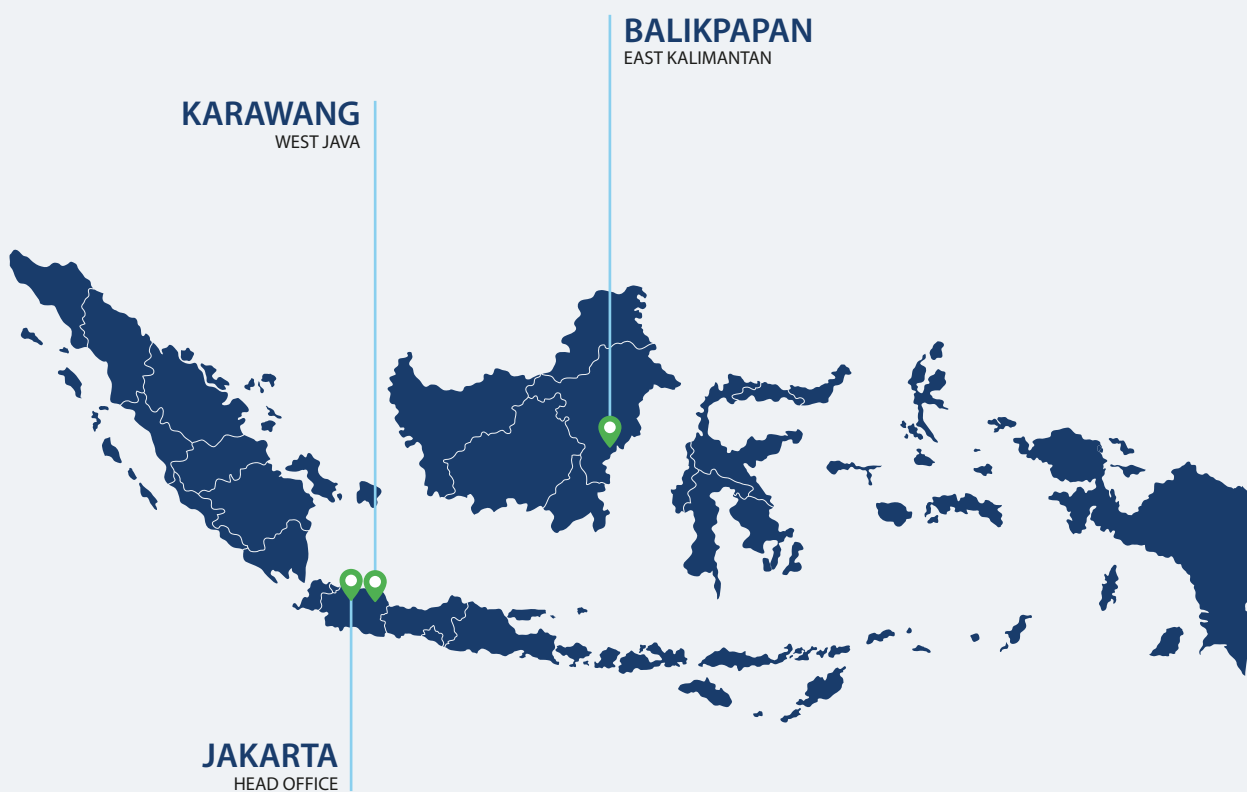 BALIKPAPAN
EAST KALIMANTAN
KARAWANG
WEST JAVA
JAKARTA
HEAD OFFICE